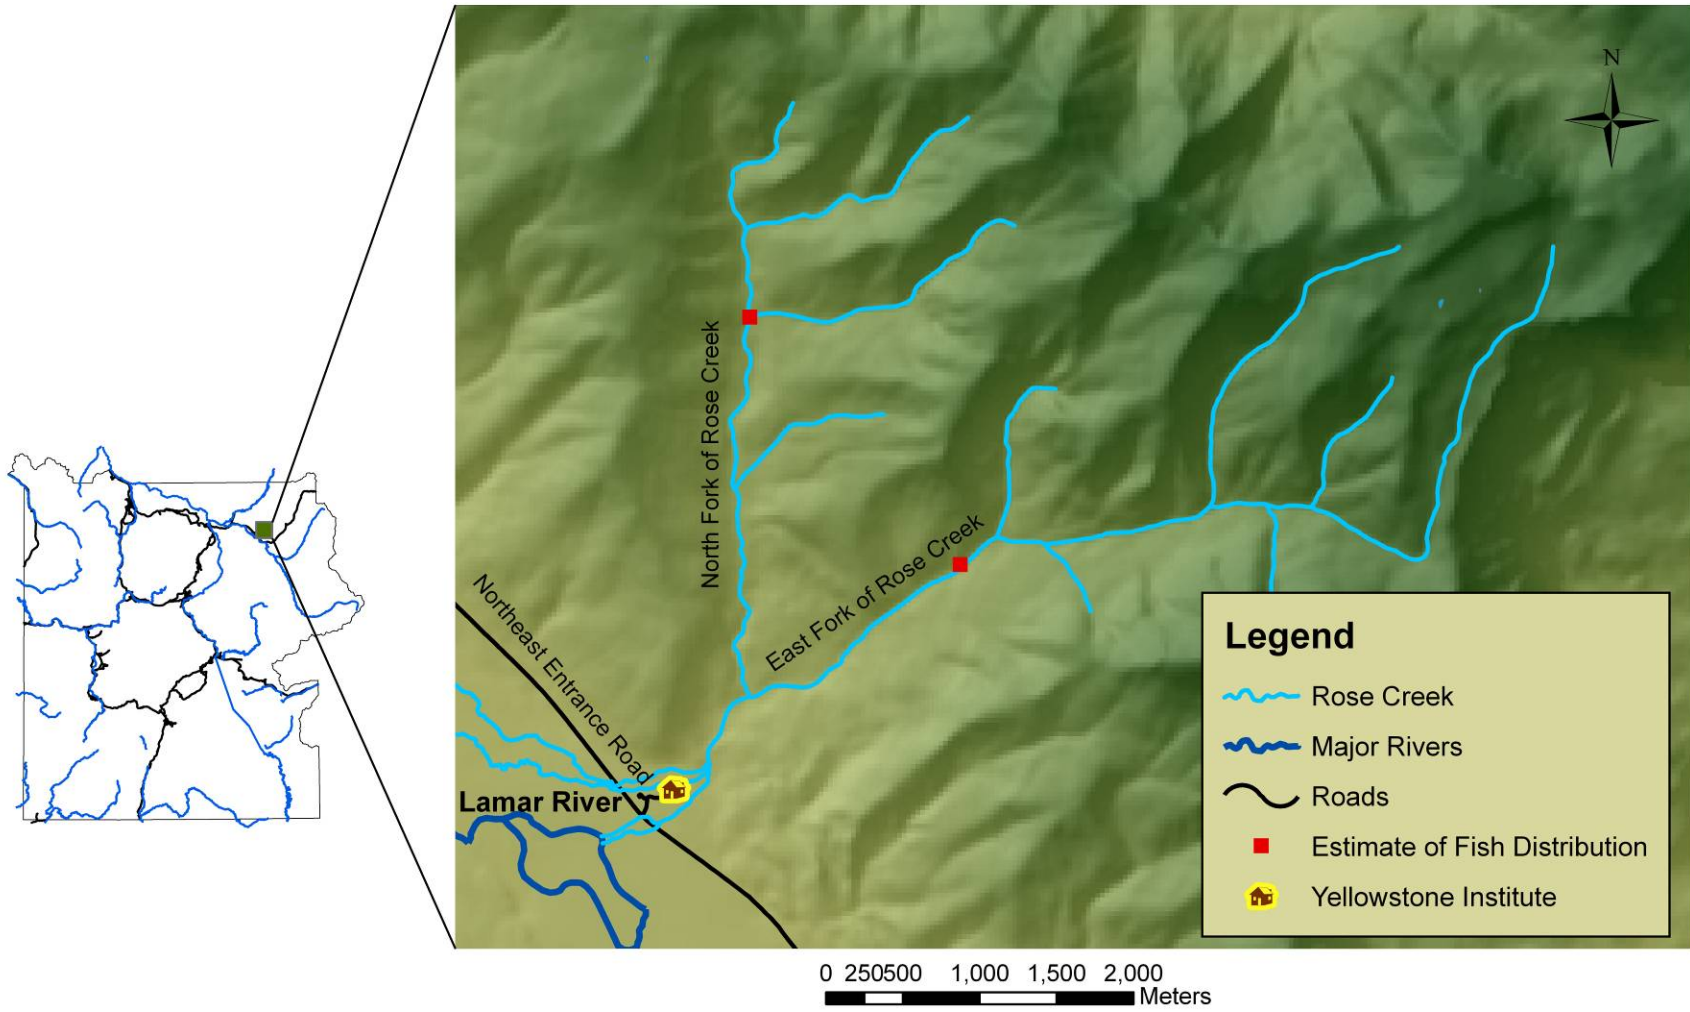 N
North Fork of Rose Creek
East Fork of Rose Creek
Northeast Entrance Road
Lamar River
Legend
Rose Creek
Major Rivers
Roads
Estimate of Fish Distribution
Yellowstone Institute
0 250500 1,000 1,500 2,000
Meters